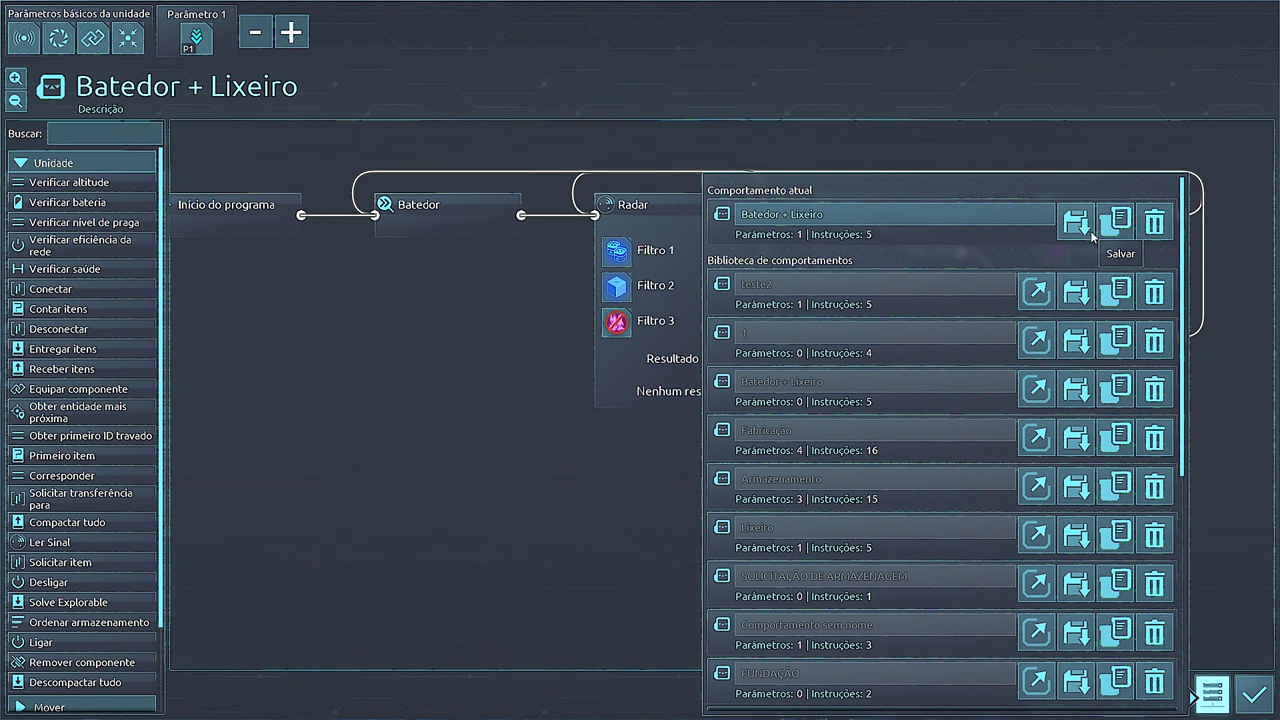 Parâmetros básicos da unidade
Parâmetro 1
P1
- +
Batedor + Lixeiro
Descrição
Buscar:
Unidade
Verificar altitude
Verificar bateria
Verificar nível de praga
Verificar eficiência da
rede
Verificar saúde
Conectar
Contar itens
Desconectar
Entregar itens
Receber itens
Equipar componente
Obter entidade mais
próxima
Obter primeiro ID travado
Primeiro item
Corresponder
Solicitar transferência
para
Compactar tudo
Ler Sinal
Solicitar item
Desligar
Solve Explorable
Ordenar armazenamento
Ligar
Remover componente
Descompactar tudo
Mover
Início do programa
Batedor
Radar
Filtro 1
Filtro 2
Filtro 3
Resultado
Nenhum res
Comportamento atual
Batedor + Lixeiro
Parâmetros: 1 | Instruções: 5
Salvar
Biblioteca de comportamentos
teste2
Parâmetros: 1 | Instruções: 5
1
Parâmetros: 0 | Instruções: 4
Batedor + Lixeiro
Parâmetros: 0 | Instruções: 5
Fabricação
Parâmetros: 4 | Instruções: 16
Armazenamento
Parâmetros: 3 | Instruções: 15
Lixeiro
Parâmetros: 1 | Instruções: 5
SOLICITAÇÃO DE ARMAZENAGEM
Parâmetros: 0 | Instruções: 1
Comportamento sem nome
Parâmetros: 1 | Instruções: 3
FUNDAÇÃO
Parâmetros: 0 | Instruções: 2